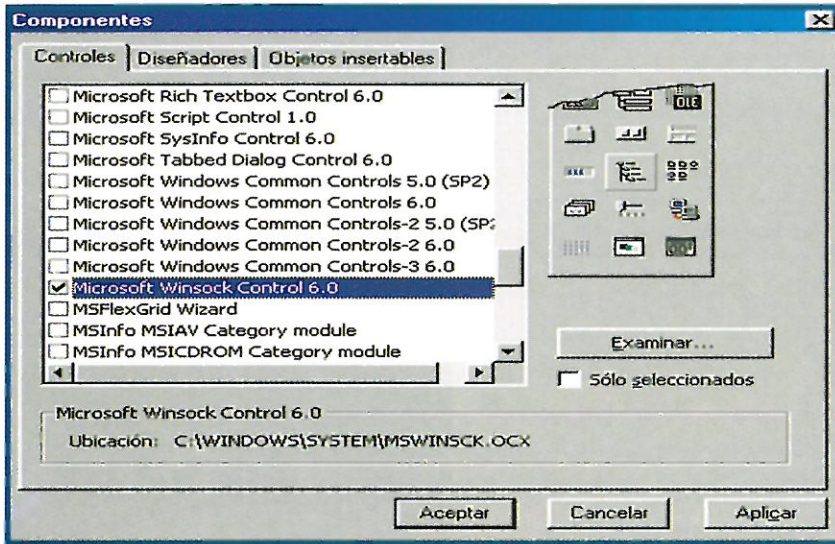 Componentes
Controles Diseñadores Objetos insertables
Microsoft Rich Textbox Control 6.0
Microsoft Script Control 1.0
Microsoft SysInfo Control 6.0
Microsoft Tabbed Dialog Control 6.0
Microsoft Windows Common Controls 5.0 (SP2)
Microsoft Windows Common Controls 6.0
Microsoft Windows Common Controls-2 5.0 (SP2
Microsoft Windows Common Controls-2 6.0
Microsoft Windows Common Controls-3 6.0
Microsoft Winsock Control 6.0
MSFlexGrid Wizard
MSInfo MSIAV Category module
MSInfo MSICDROM Category module
Examinar...
Sólo seleccionados
Microsoft Winsock Control 6.0
Ubicación: C:\WINDOWS\SYSTEM\MSWINSCK.OCX
Aceptar Cancelar Aplicar